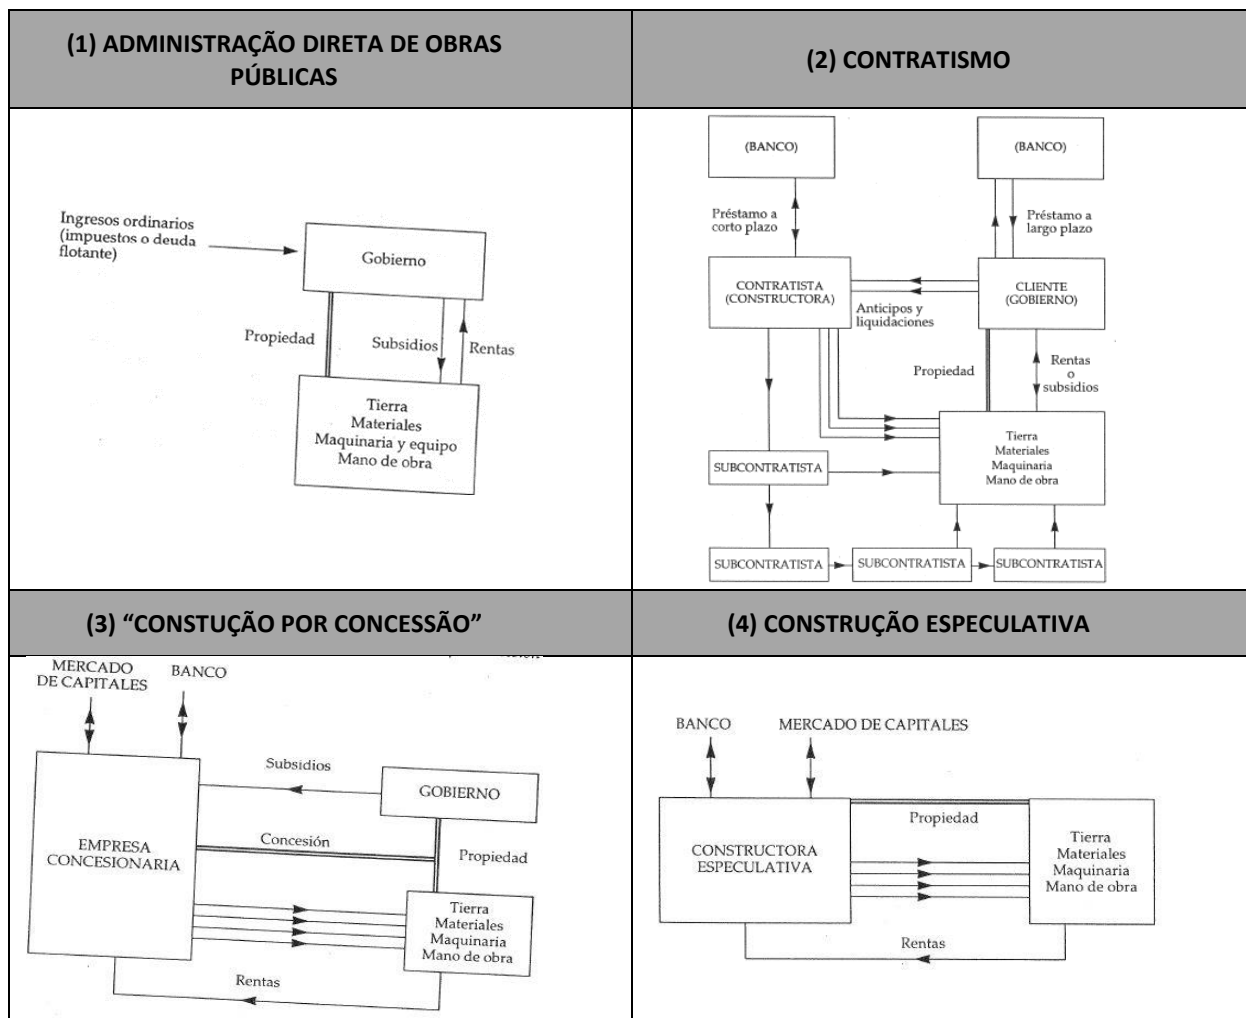 (1) ADMINISTRAÇÃO DIRETA DE OBRAS
PÚBLICAS
(2) CONTRATISMO
Ingresos ordinarios
(impuestos o deuda
flotante)
Gobierno
Propiedad
Subsidios
Rentas
Tierra
Materiales
Maquinaria y equipo
Mano de obra
(BANCO)
(BANCO)
Préstamo a
corto plazo
Préstamo a
largo plazo
CONTRATISTA
(CONSTRUCTORA)
CLIENTE
(GOBIERNO)
Anticipos y
liquidaciones
Propiedad
Rentas
o
subsidios
Tierra
Materiales
Maquinaria
Mano de obra
SUBCONTRATISTA
SUBCONTRATISTA
SUBCONTRATISTA
SUBCONTRATISTA
(3) “CONSTUÇÃO POR CONCESSÃO”
(4) CONSTRUÇÃO ESPECULATIVA
MERCADO
DE CAPITALES
BANCO
Subsidios
GOBIERNO
EMPRESA
CONCESIONARIA
Concesión
Propiedad
Tierra
Materiales
Maquinaria
Mano de obra
Rentas
BANCO
MERCADO DE CAPITALES
CONSTRUCTORA
ESPECULATIVA
Propiedad
Tierra
Materiales
Maquinaria
Mano de obra
Rentas